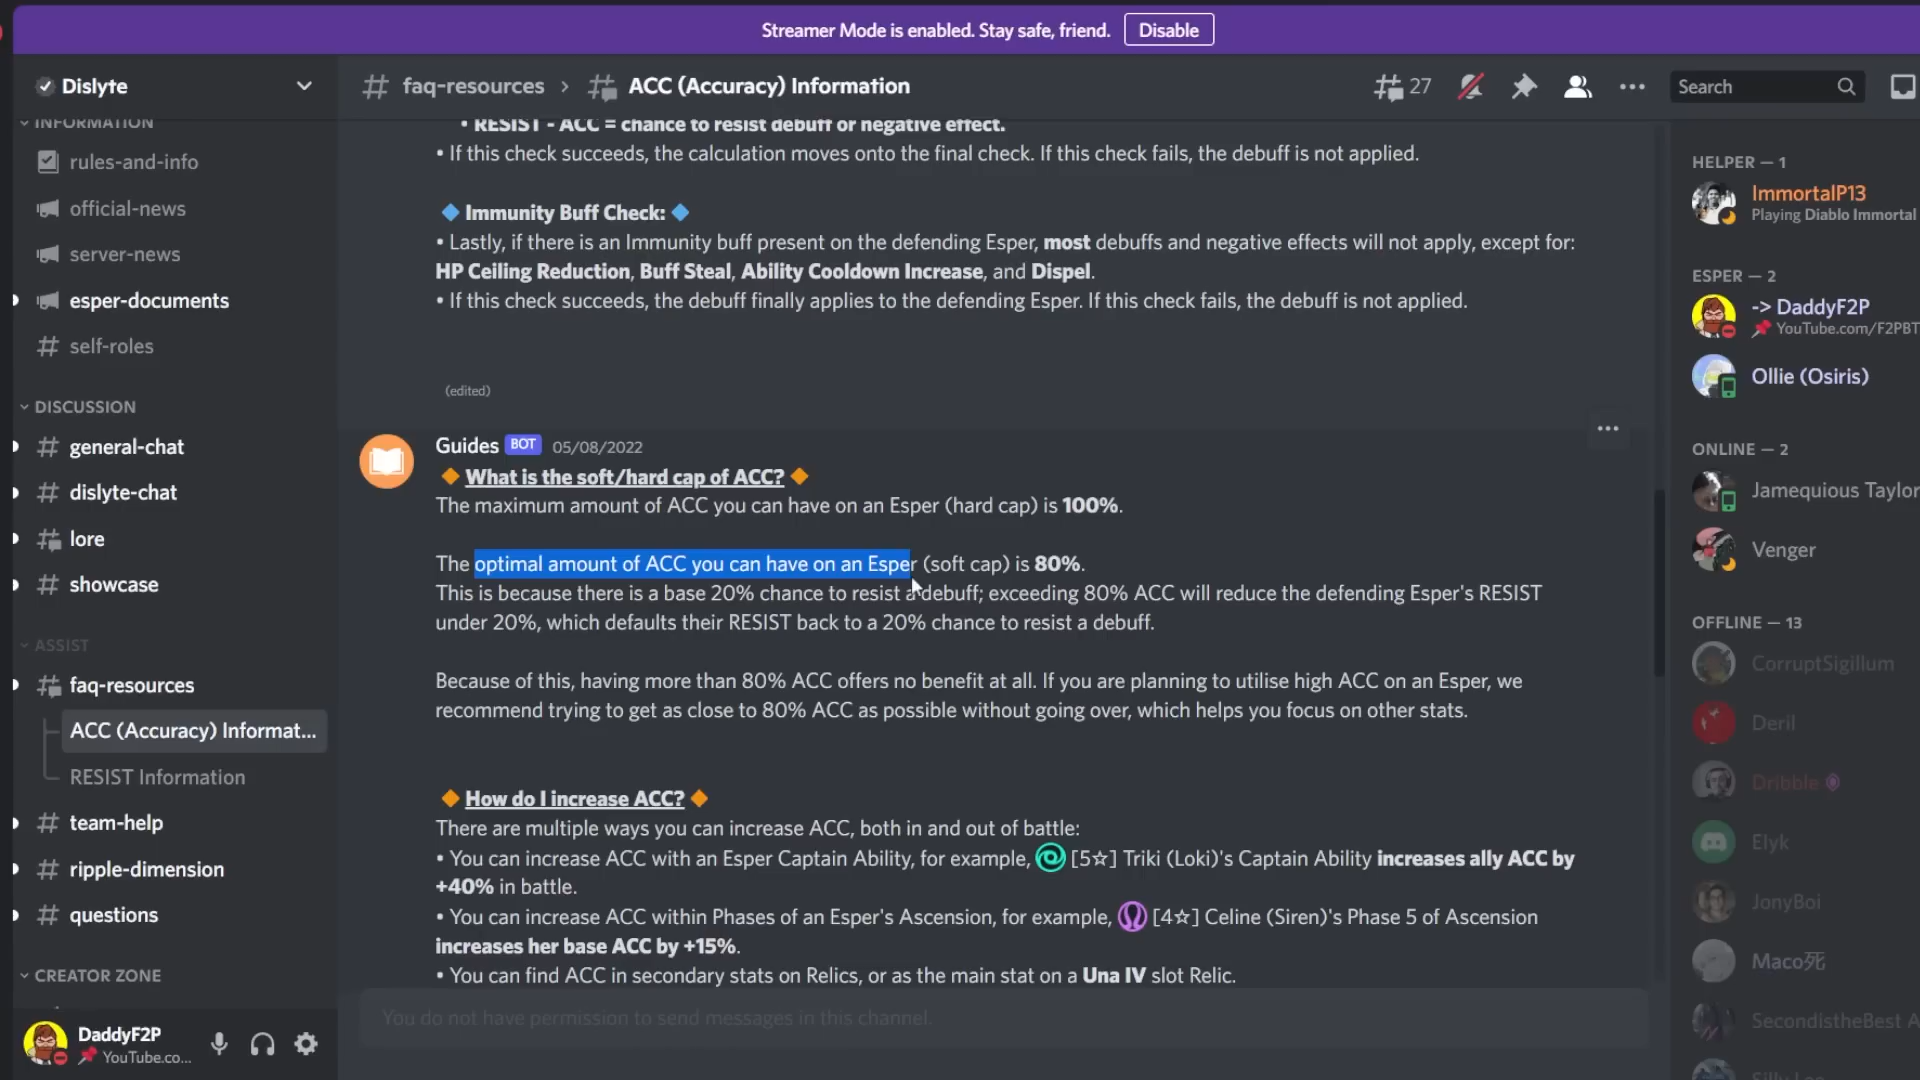 Streamer Mode is enabled. Stay safe, friend. Disable
Dislyte
INFORMATION
rules-and-info
official-news
server-news
esper-documents
self-roles
DISCUSSION
general-chat
dislyte-chat
lore
showcase
ASSIST
faq-resources
ACC (Accuracy) Informat...
RESIST Information
team-help
ripple-dimension
questions
CREATOR ZONE
DaddyF2P
YouTube.co...
faq-resources › ACC (Accuracy) Information
27
Search
• RESIST - ACC = chance to resist debuff or negative effect.
• If this check succeeds, the calculation moves onto the final check. If this check fails, the debuff is not applied.
Immunity Buff Check:
• Lastly, if there is an Immunity buff present on the defending Esper, most debuffs and negative effects will not apply, except for:
HP Ceiling Reduction, Buff Steal, Ability Cooldown Increase, and Dispel.
• If this check succeeds, the debuff finally applies to the defending Esper. If this check fails, the debuff is not applied.
(edited)
Guides BOT 05/08/2022
What is the soft/hard cap of ACC?
The maximum amount of ACC you can have on an Esper (hard cap) is 100%.
The optimal amount of ACC you can have on an Esper (soft cap) is 80%.
This is because there is a base 20% chance to resist a debuff; exceeding 80% ACC will reduce the defending Esper's RESIST
under 20%, which defaults their RESIST back to a 20% chance to resist a debuff.
Because of this, having more than 80% ACC offers no benefit at all. If you are planning to utilise high ACC on an Esper, we
recommend trying to get as close to 80% ACC as possible without going over, which helps you focus on other stats.
How do I increase ACC?
There are multiple ways you can increase ACC, both in and out of battle:
• You can increase ACC with an Esper Captain Ability, for example, [5☆] Triki (Loki)'s Captain Ability increases ally ACC by
+40% in battle.
• You can increase ACC within Phases of an Esper's Ascension, for example, [4☆] Celine (Siren)'s Phase 5 of Ascension
increases her base ACC by +15%.
• You can find ACC in secondary stats on Relics, or as the main stat on a Una IV slot Relic.
You do not have permission to send messages in this channel.
HELPER — 1
ImmortalP13
Playing Diablo Immortal
ESPER — 2
-> DaddyF2P
YouTube.com/F2PBT
Ollie (Osiris)
ONLINE — 2
Jamequious Taylor
Venger
OFFLINE — 13
CorruptSigillum
Deril
Dribble
Elyk
JonyBoi
Maco死
SecondistheBest A